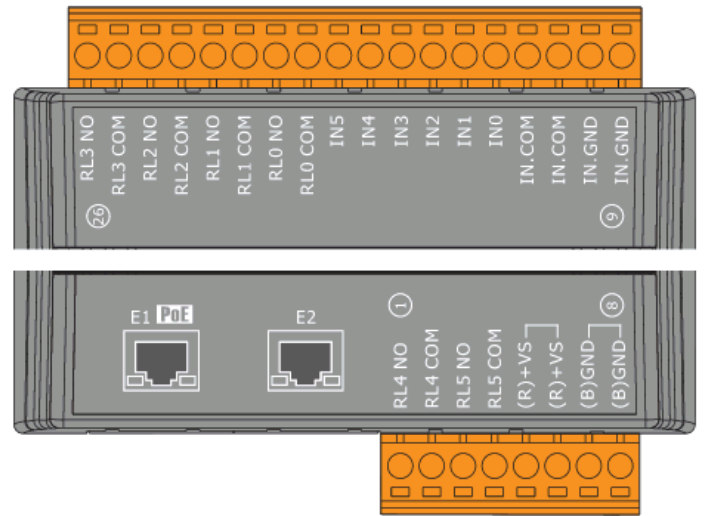 RL3 NO
RL3 COM
RL2 NO
RL2 COM
RL1 NO
RL1 COM
RL0 NO
RL0 COM
IN5
IN4
IN3
IN2
IN1
IN0
IN.COM
IN.COM
IN.GND
IN.GND
26
9
E1 PoE
E2
1
8
RL4 NO
RL4 COM
RL5 NO
RL5 COM
(R)+VS
(R)+VS
(B)GND
(B)GND